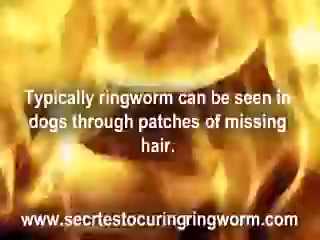 Typically ringworm can be seen in
dogs through patches of missing
hair.
www.secrtestocuringringworm.com